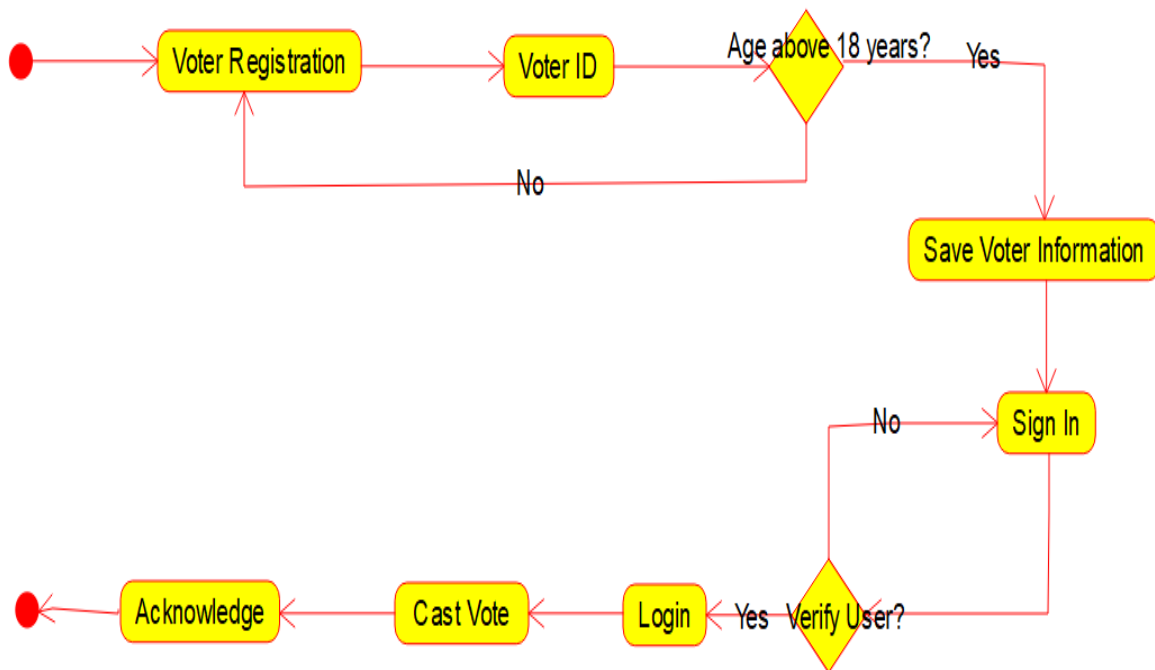 Voter Registration
Voter ID
Age above 18 years?
Yes
No
Save Voter Information
Sign In
No
Verify User?
Yes
Login
Cast Vote
Acknowledge